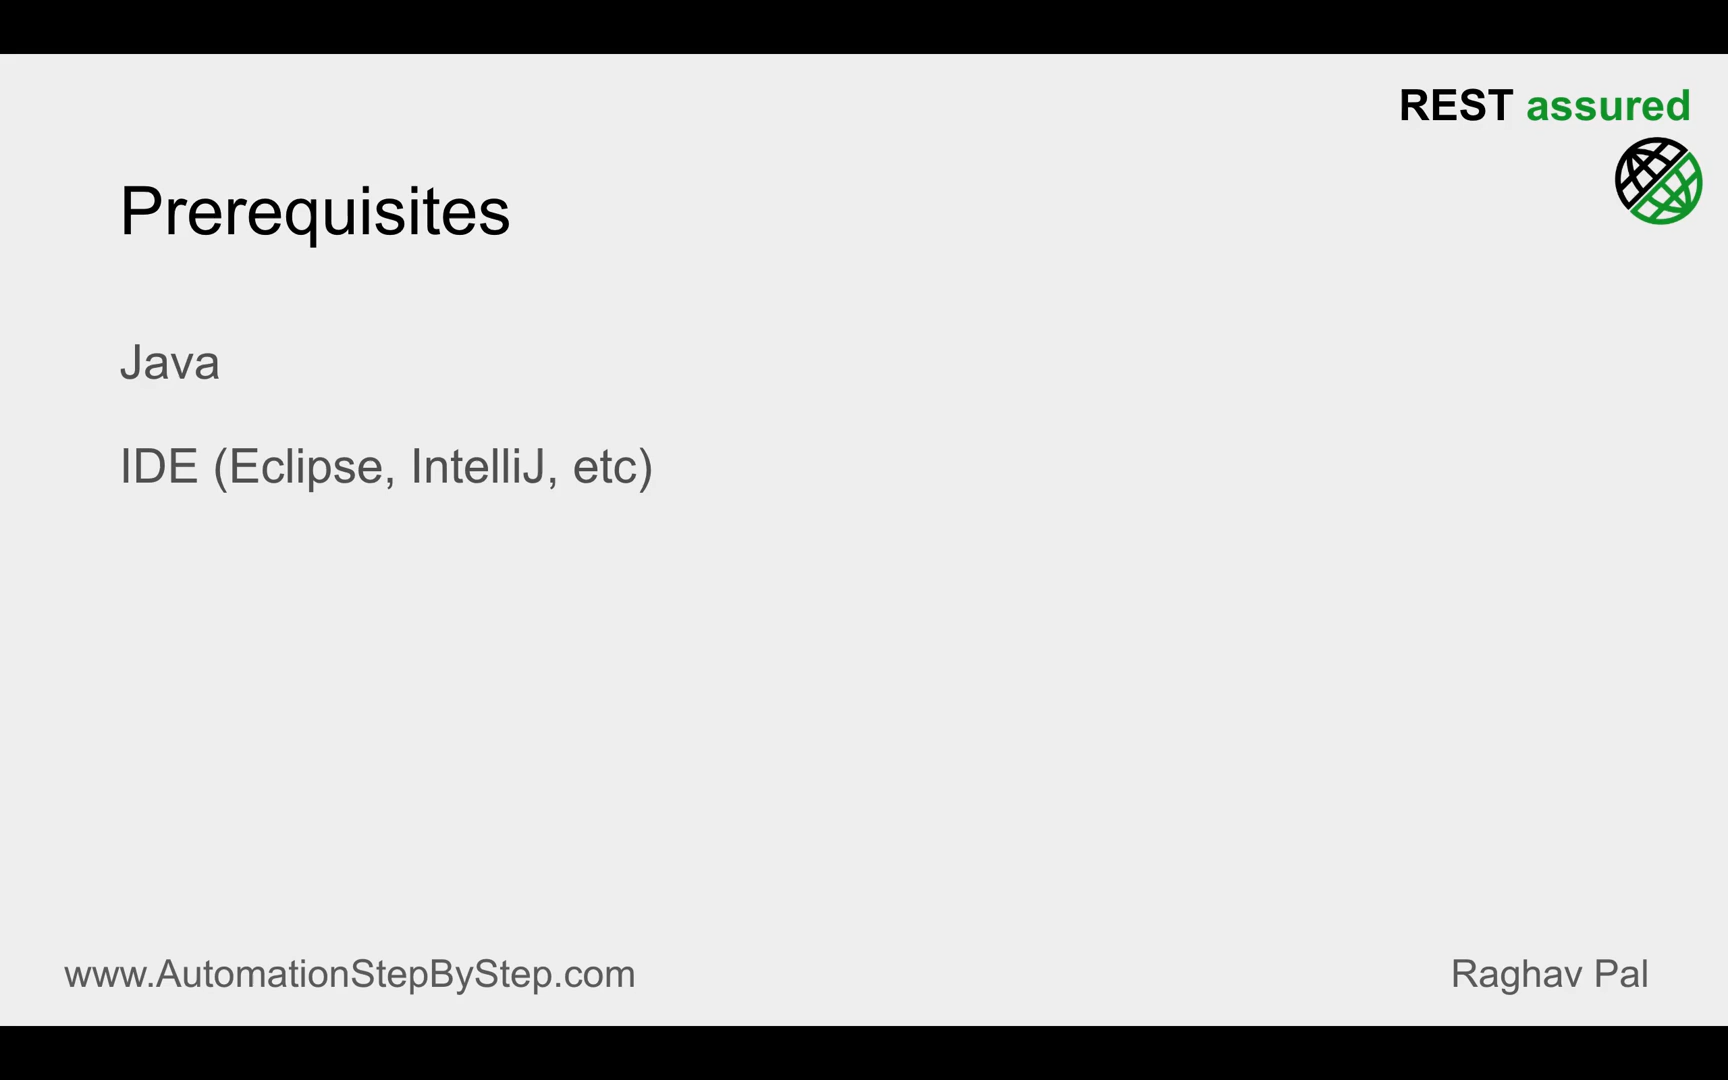 REST assured
Prerequisites
Java
IDE (Eclipse, IntelliJ, etc)
www.AutomationStepByStep.com
Raghav Pal